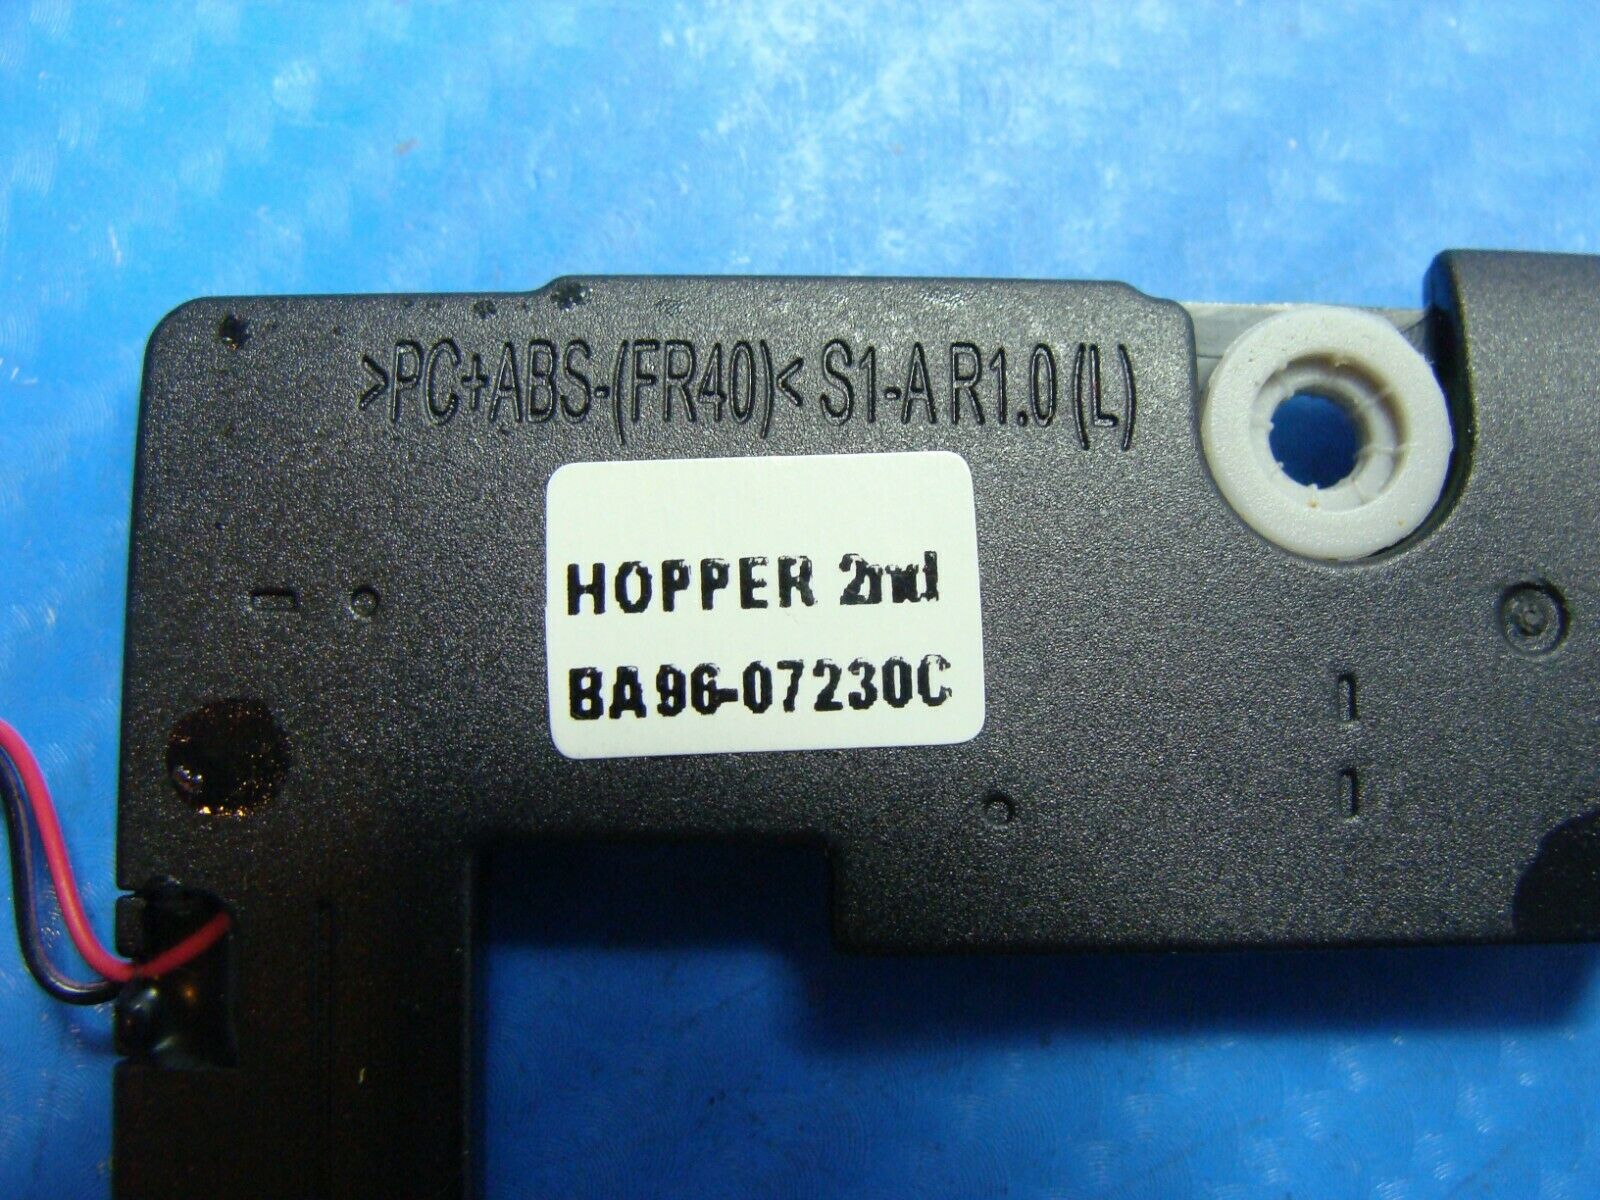 >PC+ABS-(FR40)< S1-A R1.0 (L)
HOPPER 2nd
BA96-07230C